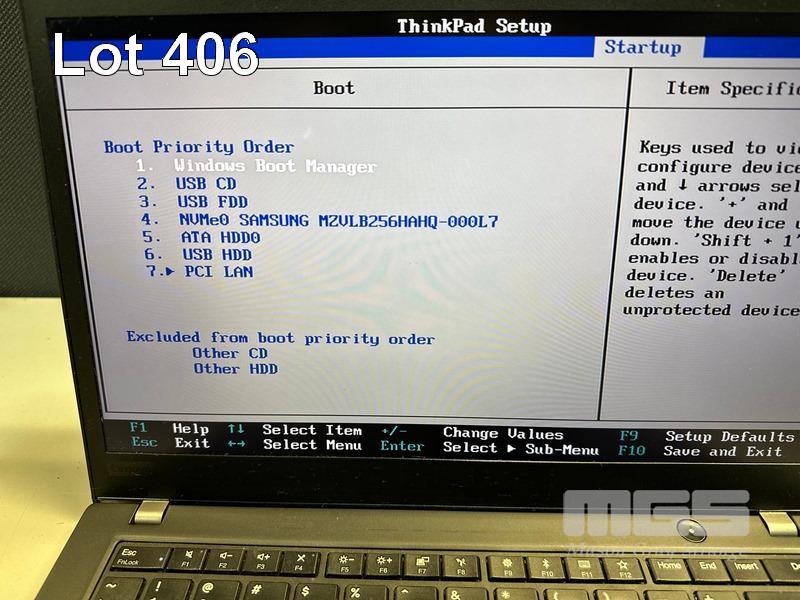 Lot 406
ThinkPad Setup
Startup
Boot
Item Specific
Boot Priority Order
1. Windows Boot Manager
2. USB CD
3. USB FDD
4. NVMe0 SAMSUNG MZVLB256HAHQ-000L7
5. ATA HDD0
6. USB HDD
7.▸ PCI LAN
Excluded from boot priority order
Other CD
Other HDD
Keys used to vi
configure device
and ↓ arrows sel
device. '+' and
move the device u
down. 'Shift + 1'
enables or disabl
device. 'Delete'
deletes an
unprotected device
F1 Help ↑↓ Select Item +/- Change Values F9 Setup Defaults
Esc Exit ←→ Select Menu Enter Select ▸ Sub-Menu F10 Save and Exit
MGS
Esc
FnLock
F1 F2 F3 F4 F5 F6 F7 F8 F9 F10 F11 F12 Home End Insert
~ ! @ # $ % ^ & * (